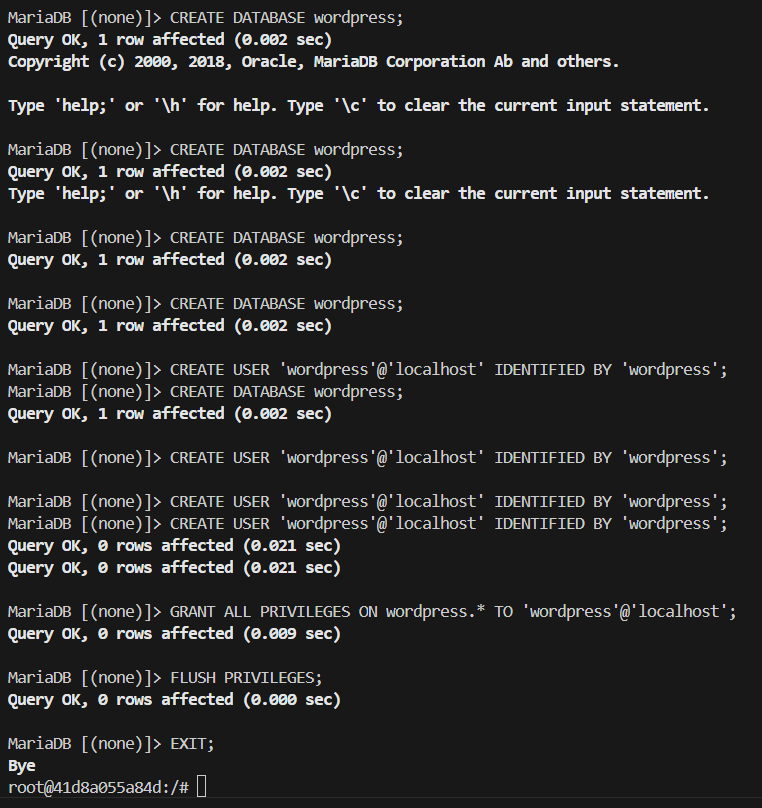 MariaDB [(none)]> CREATE DATABASE wordpress;
Query OK, 1 row affected (0.002 sec)
Copyright (c) 2000, 2018, Oracle, MariaDB Corporation Ab and others.
Type 'help;' or '\h' for help. Type '\c' to clear the current input statement.
MariaDB [(none)]> CREATE DATABASE wordpress;
Query OK, 1 row affected (0.002 sec)
Type 'help;' or '\h' for help. Type '\c' to clear the current input statement.
MariaDB [(none)]> CREATE DATABASE wordpress;
Query OK, 1 row affected (0.002 sec)
MariaDB [(none)]> CREATE DATABASE wordpress;
Query OK, 1 row affected (0.002 sec)
MariaDB [(none)]> CREATE USER 'wordpress'@'localhost' IDENTIFIED BY 'wordpress';
MariaDB [(none)]> CREATE DATABASE wordpress;
Query OK, 1 row affected (0.002 sec)
MariaDB [(none)]> CREATE USER 'wordpress'@'localhost' IDENTIFIED BY 'wordpress';
MariaDB [(none)]> CREATE USER 'wordpress'@'localhost' IDENTIFIED BY 'wordpress';
MariaDB [(none)]> CREATE USER 'wordpress'@'localhost' IDENTIFIED BY 'wordpress';
Query OK, 0 rows affected (0.021 sec)
Query OK, 0 rows affected (0.021 sec)
MariaDB [(none)]> GRANT ALL PRIVILEGES ON wordpress.* TO 'wordpress'@'localhost';
Query OK, 0 rows affected (0.009 sec)
MariaDB [(none)]> FLUSH PRIVILEGES;
Query OK, 0 rows affected (0.000 sec)
MariaDB [(none)]> EXIT;
Bye
root@41d8a055a84d:/#